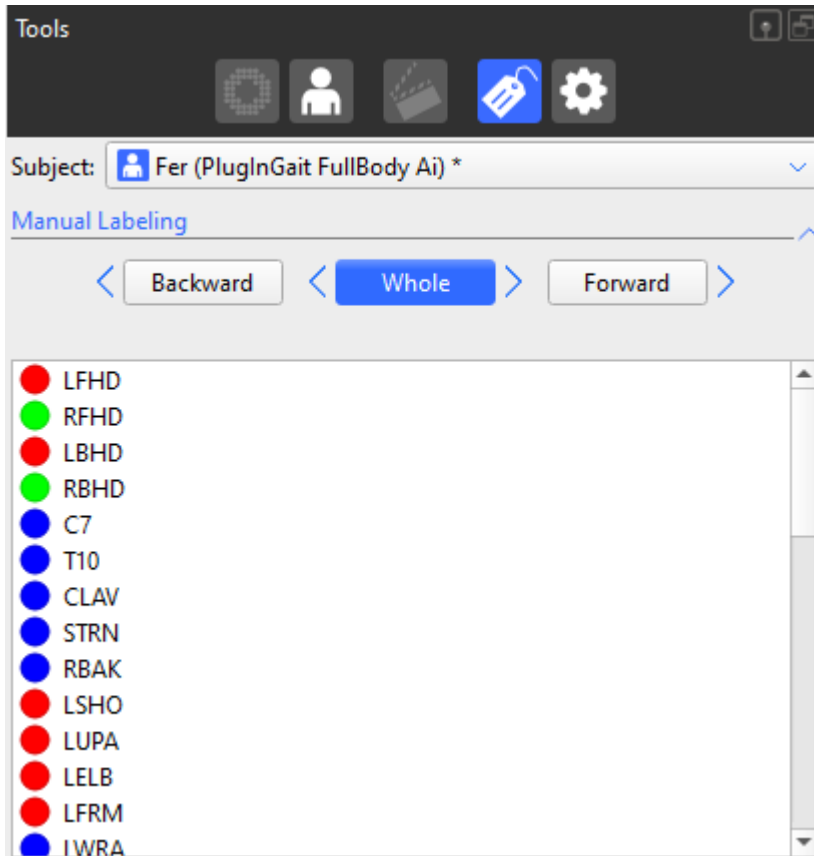 Tools
Subject: Fer (PlugInGait FullBody Ai) *
Manual Labeling
Backward Whole Forward
LFHD
RFHD
LBHD
RBHD
C7
T10
CLAV
STRN
RBAK
LSHO
LUPA
LELB
LFRM
LWRA